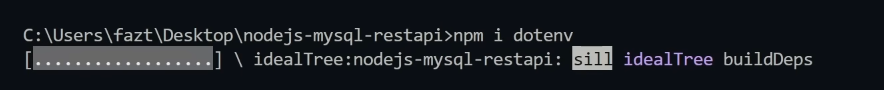 C:\Users\fazt\Desktop\nodejs-mysql-restapi>npm i dotenv
[..................] \ idealTree:nodejs-mysql-restapi: sill idealTree buildDeps